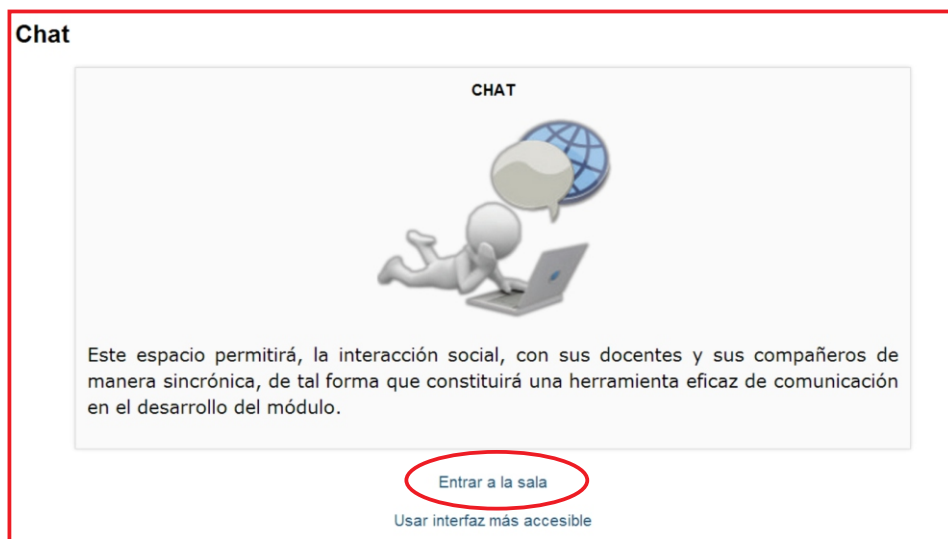 Chat
CHAT
Este espacio permitirá, la interacción social, con sus docentes y sus compañeros de
manera sincrónica, de tal forma que constituirá una herramienta eficaz de comunicación
en el desarrollo del módulo.
Entrar a la sala
Usar interfaz más accesible